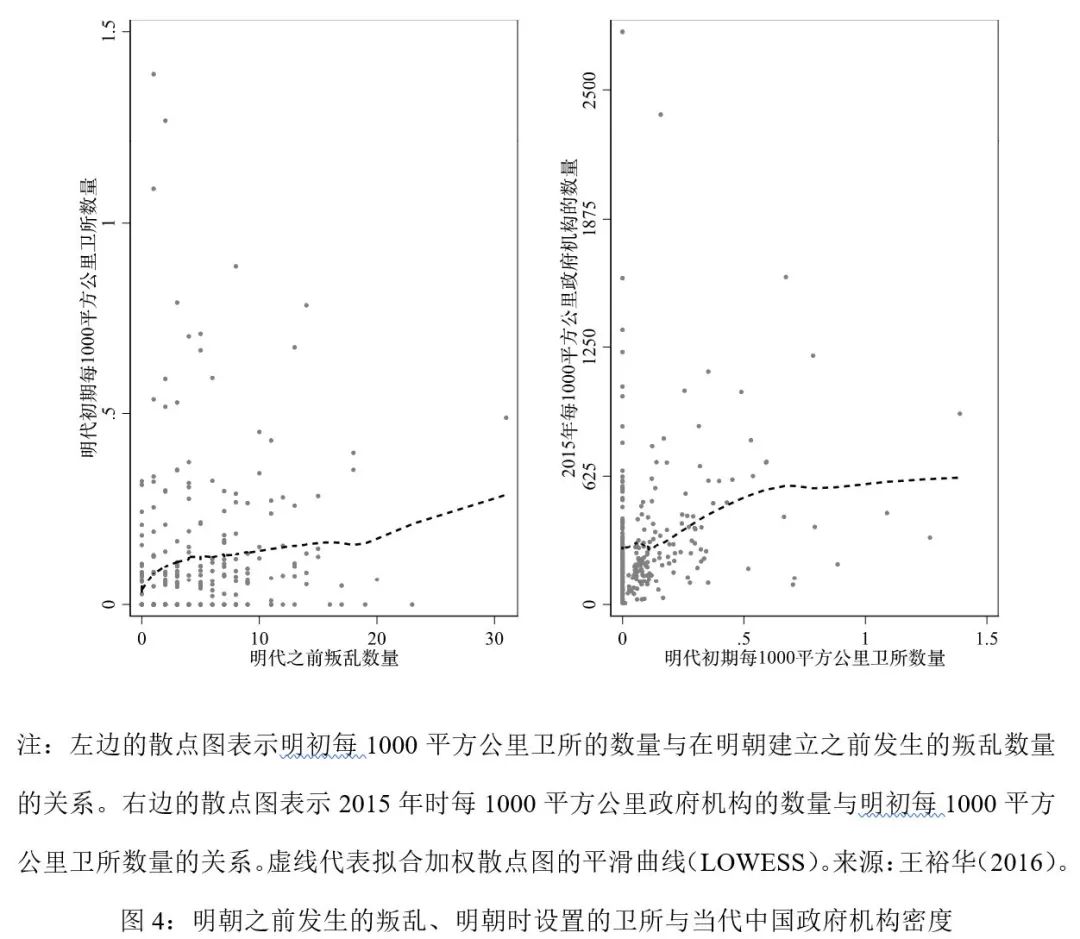 明代初期每1000平方公里卫所数量
1.5
1
.5
0
0
10
20
30
明代之前叛乱数量
2015年每1000平方公里政府机构的数量
2500
1875
1250
625
0
0
.5
1
1.5
明代初期每1000平方公里卫所数量
注：左边的散点图表示明初每 1000 平方公里卫所的数量与在明朝建立之前发生的叛乱数量
的关系。右边的散点图表示 2015 年时每 1000 平方公里政府机构的数量与明初每 1000 平方
公里卫所数量的关系。虚线代表拟合加权散点图的平滑曲线（LOWESS）。来源：王裕华（2016）。
图 4：明朝之前发生的叛乱、明朝时设置的卫所与当代中国政府机构密度